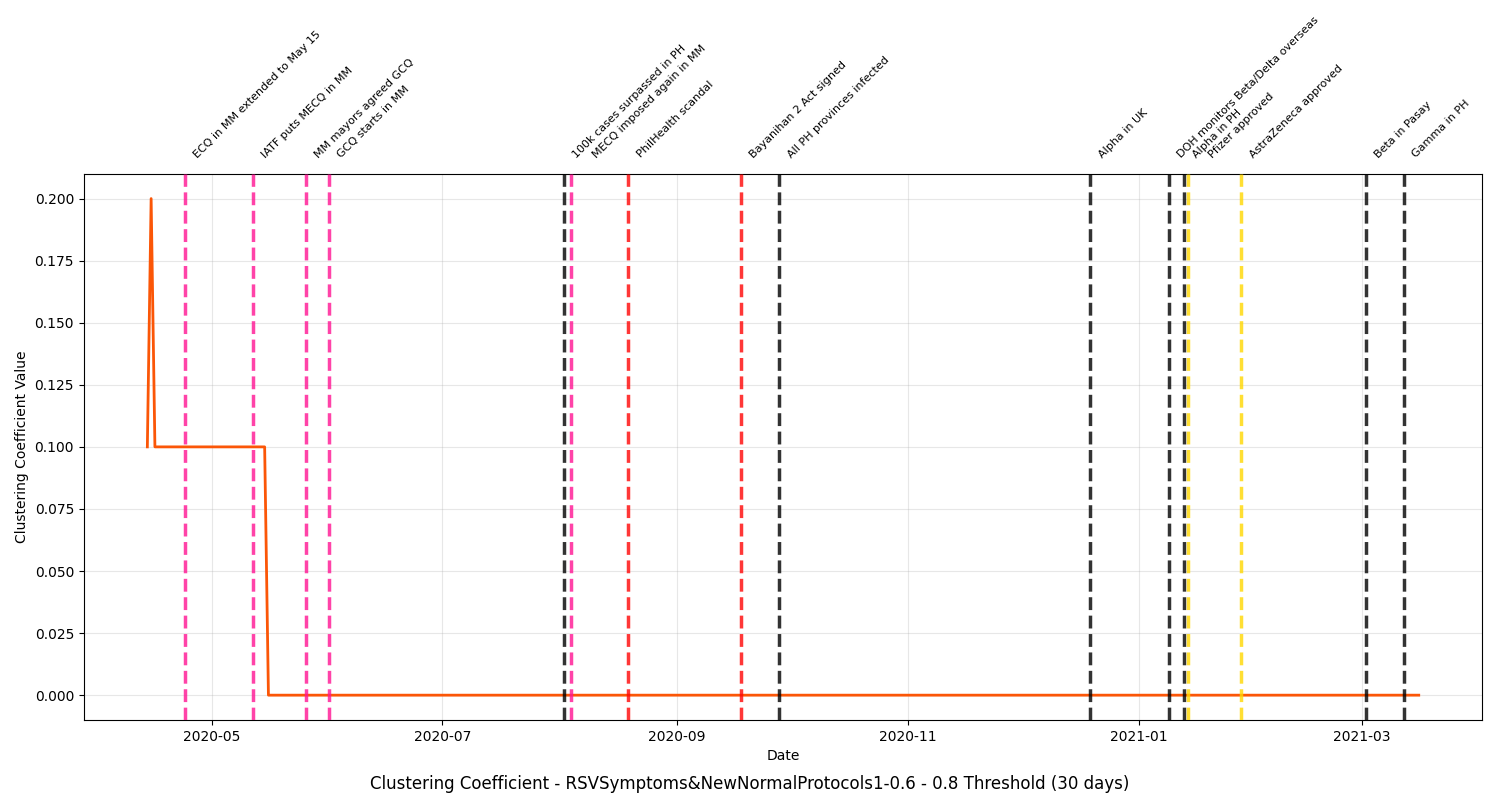 ECQ in MM extended to May 15
IATF puts MECQ in MM
MM mayors agreed GCQ
GCQ starts in MM
100k cases surpassed in PH
MECQ imposed again in MM
PhilHealth scandal
Bayanihan 2 Act signed
All PH provinces infected
Alpha in UK
DOH monitors Beta/Delta overseas
Alpha in PH
Pfizer approved
AstraZeneca approved
Beta in Pasay
Gamma in PH
Clustering Coefficient Value
0.200
0.175
0.150
0.125
0.100
0.075
0.050
0.025
0.000
2020-05
2020-07
2020-09
2020-11
2021-01
2021-03
Date
Clustering Coefficient - RSVSymptoms&NewNormalProtocols1-0.6 - 0.8 Threshold (30 days)